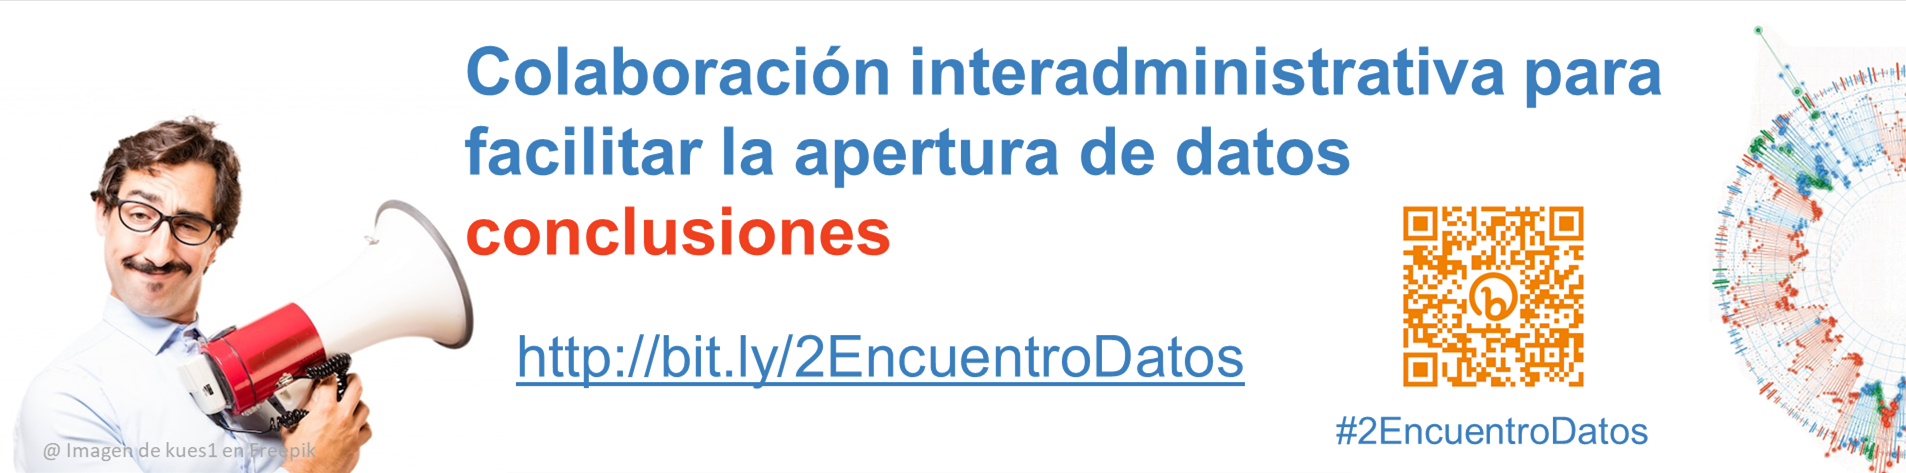 Colaboración interadministrativa para
facilitar la apertura de datos
conclusiones
http://bit.ly/2EncuentroDatos
#2EncuentroDatos
@ Imagen de kues1 en Freepik